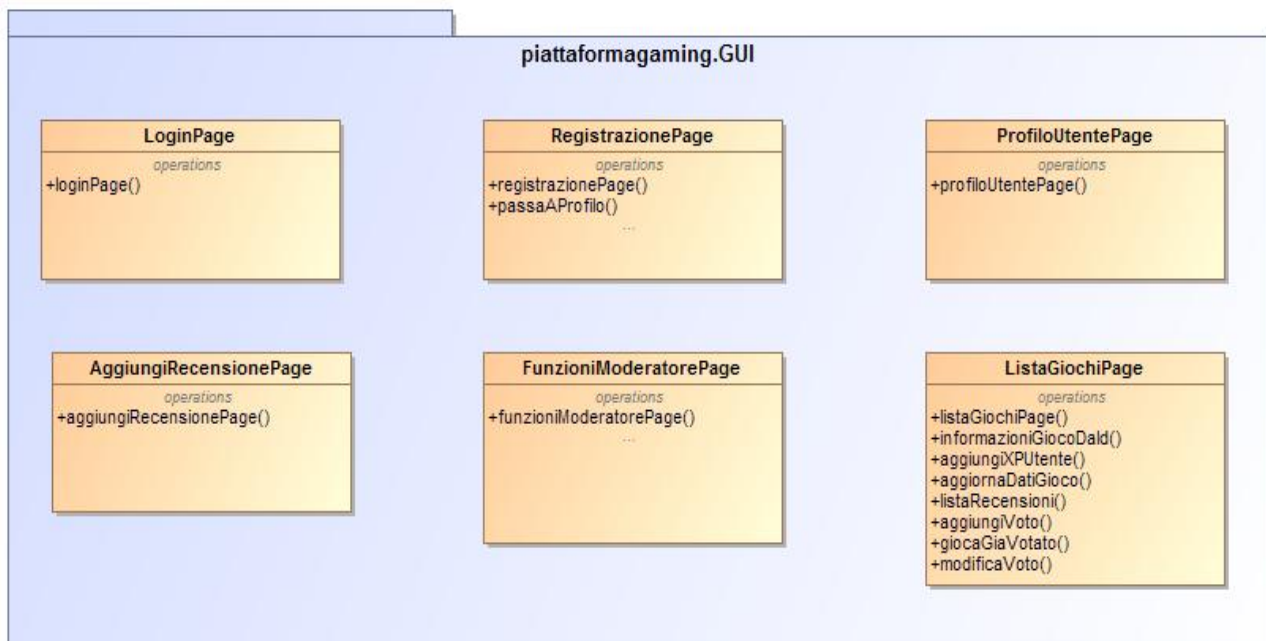 piattaformagaming.GUI
LoginPage
operations
+loginPage()
RegistrazionePage
operations
+registrazionePage()
+passaAProfilo()
...
ProfiloUtentePage
operations
+profiloUtentePage()
AggiungiRecensionePage
operations
+aggiungiRecensionePage()
FunzioniModeratorePage
operations
+funzioniModeratorePage()
...
ListaGiochiPage
operations
+listaGiochiPage()
+informazioniGiocoDaId()
+aggiungiXPUtente()
+aggiornaDatiGioco()
+listaRecensioni()
+aggiungiVoto()
+giocaGiaVotato()
+modificaVoto()